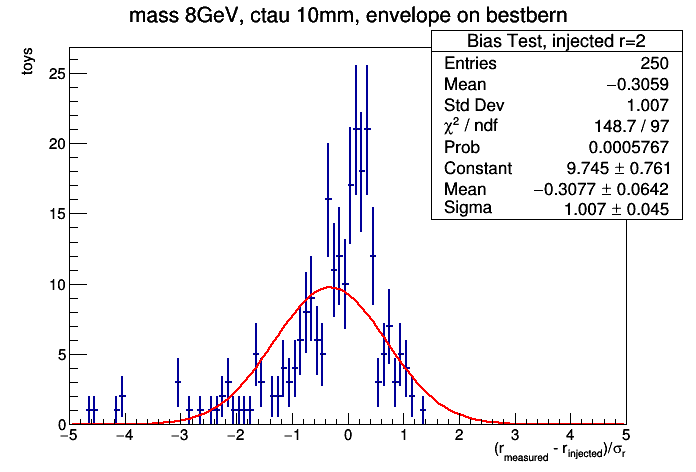 mass 8GeV, ctau 10mm, envelope on bestbern
toys
Bias Test, injected r=2
Entries 250
Mean −0.3059
Std Dev 1.007
χ² / ndf 148.7 / 97
Prob 0.0005767
Constant 9.745 ± 0.761
Mean −0.3077 ± 0.0642
Sigma 1.007 ± 0.045
25
20
15
10
5
0
−5 −4 −3 −2 −1 0 1 2 3 4 5
(r_measured - r_injected)/σ_r